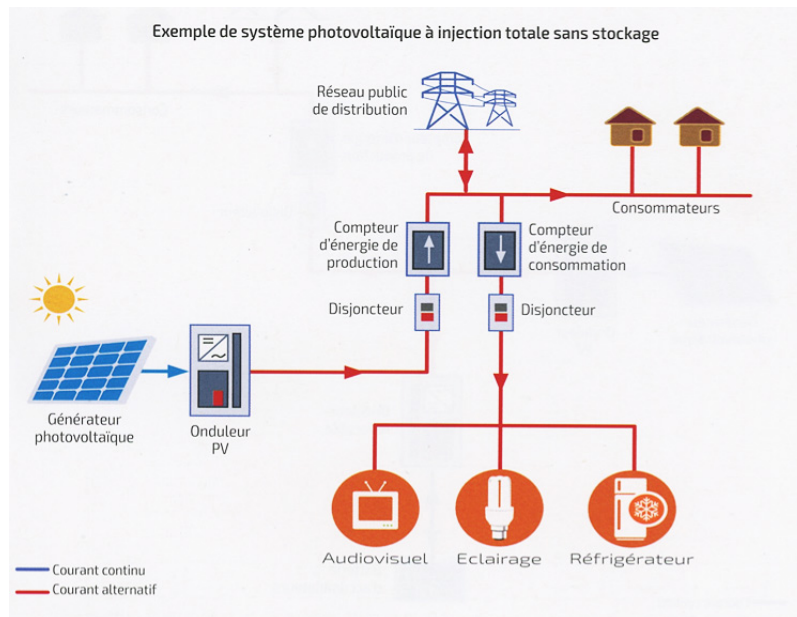 Exemple de système photovoltaïque à injection totale sans stockage
Réseau public
de distribution
Consommateurs
Compteur
d'énergie de
production
Compteur
d'énergie de
consommation
Disjoncteur
Disjoncteur
Générateur
photovoltaïque
Onduleur
PV
Audiovisuel
Eclairage
Réfrigérateur
Courant continu
Courant alternatif